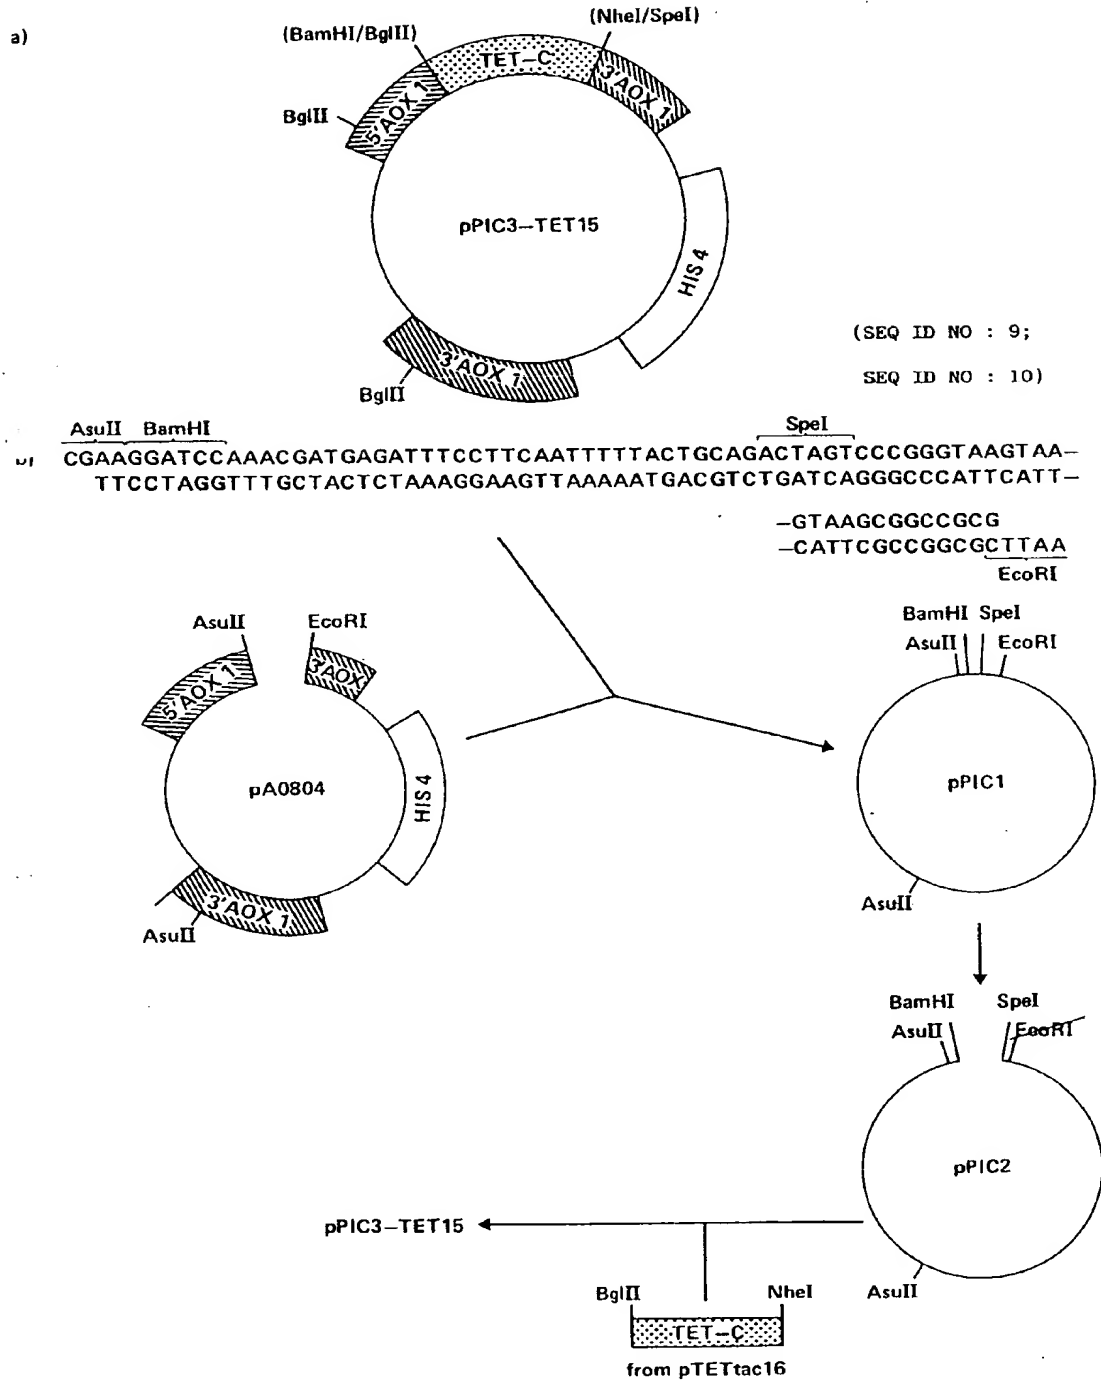 a)
(BamHI/BglII)
(NheI/SpeI)
TET–C
5'AOX 1
3'AOX 1
BglII
pPIC3–TET15
HIS 4
3'AOX 1
BglII
(SEQ ID NO : 9;
SEQ ID NO : 10)
AsuII BamHI SpeI
CGAAGGATCCAAACGATGAGATTTCCTTCAATTTTTACTGCAGACTAGTCCCGGGTAAGTAA–
TTCCTAGGTTTGCTACTCTAAAGGAAGTTAAAAATGACGTCTGATCAGGGCCCATTCATT–
–GTAAGCGGCCGCG
–CATTCGCCGGCGCTTAA
EcoRI
AsuII EcoRI
5'AOX 1
3'AOX
pA0804
HIS 4
3'AOX 1
AsuII
BamHI SpeI
AsuII EcoRI
pPIC1
AsuII
BamHI SpeI
AsuII EcoRI
pPIC2
AsuII
pPIC3–TET15
BglII NheI
TET–C
from pTETtac16